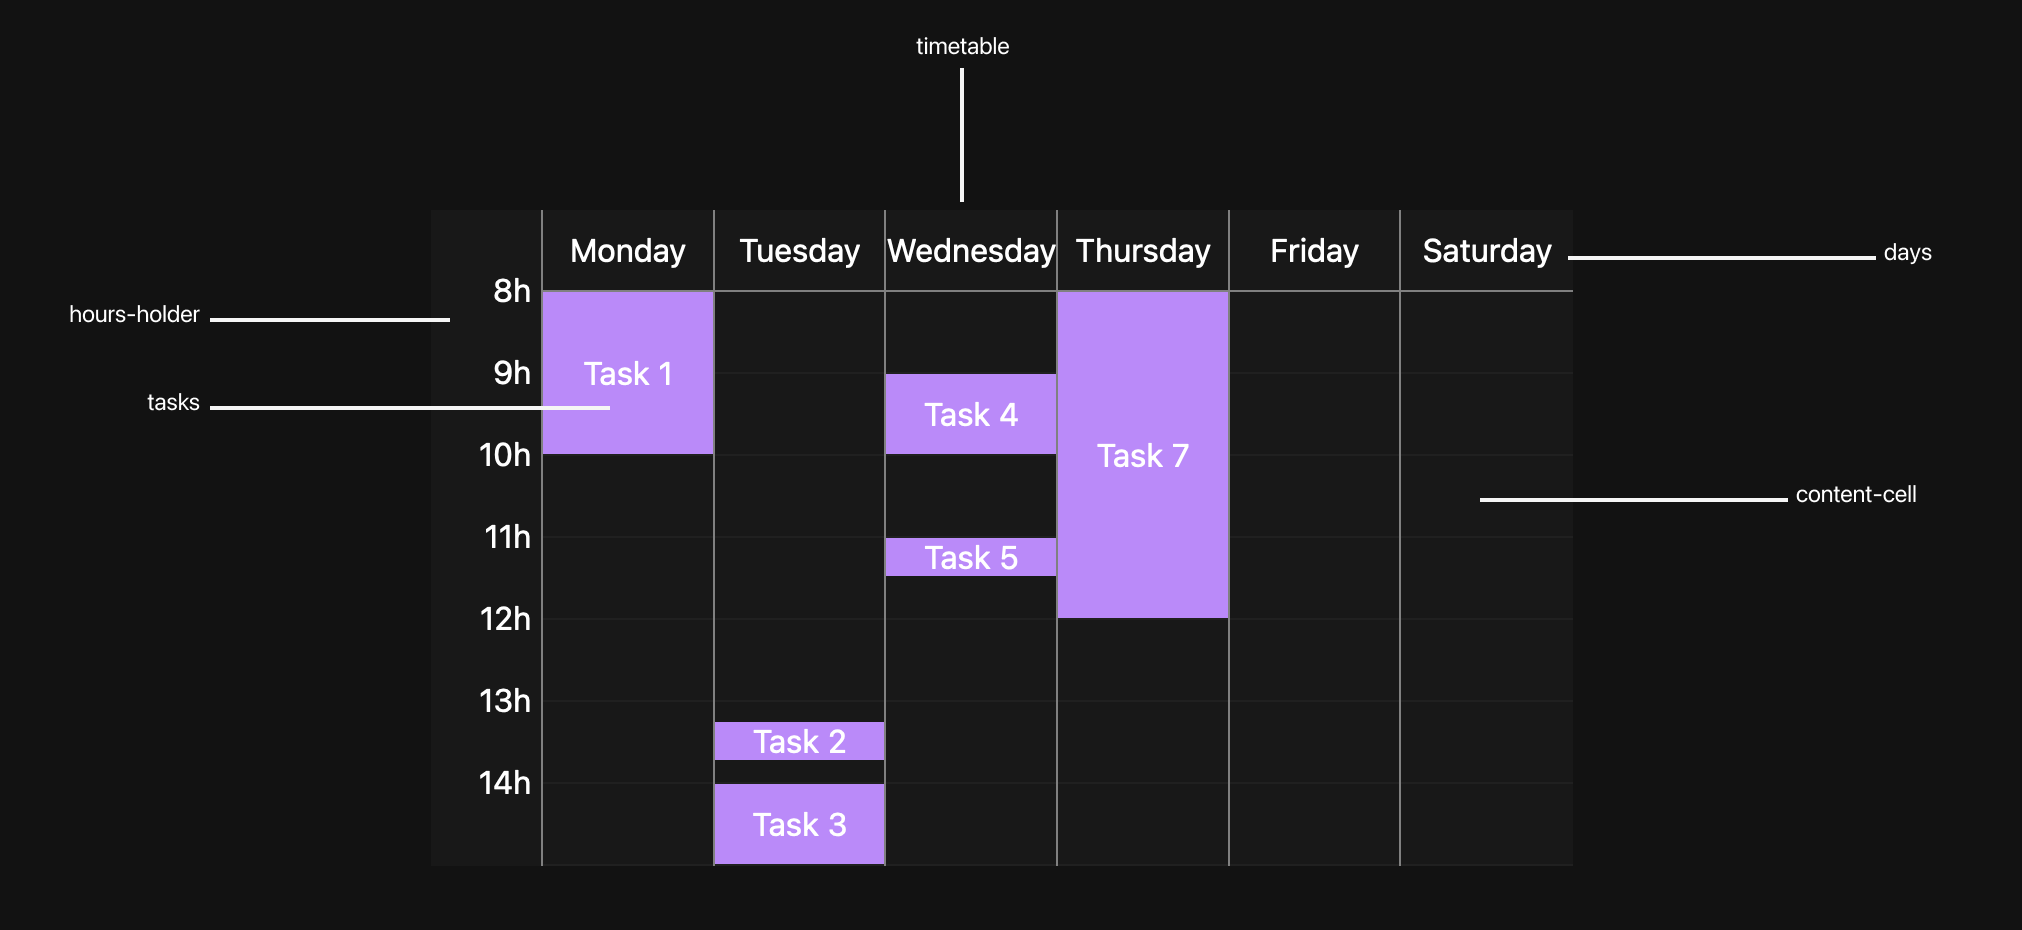 timetable
Monday Tuesday Wednesday Thursday Friday Saturday
days
8h
hours-holder
9h
Task 1
tasks
Task 4
10h
Task 7
content-cell
11h
Task 5
12h
13h
Task 2
14h
Task 3